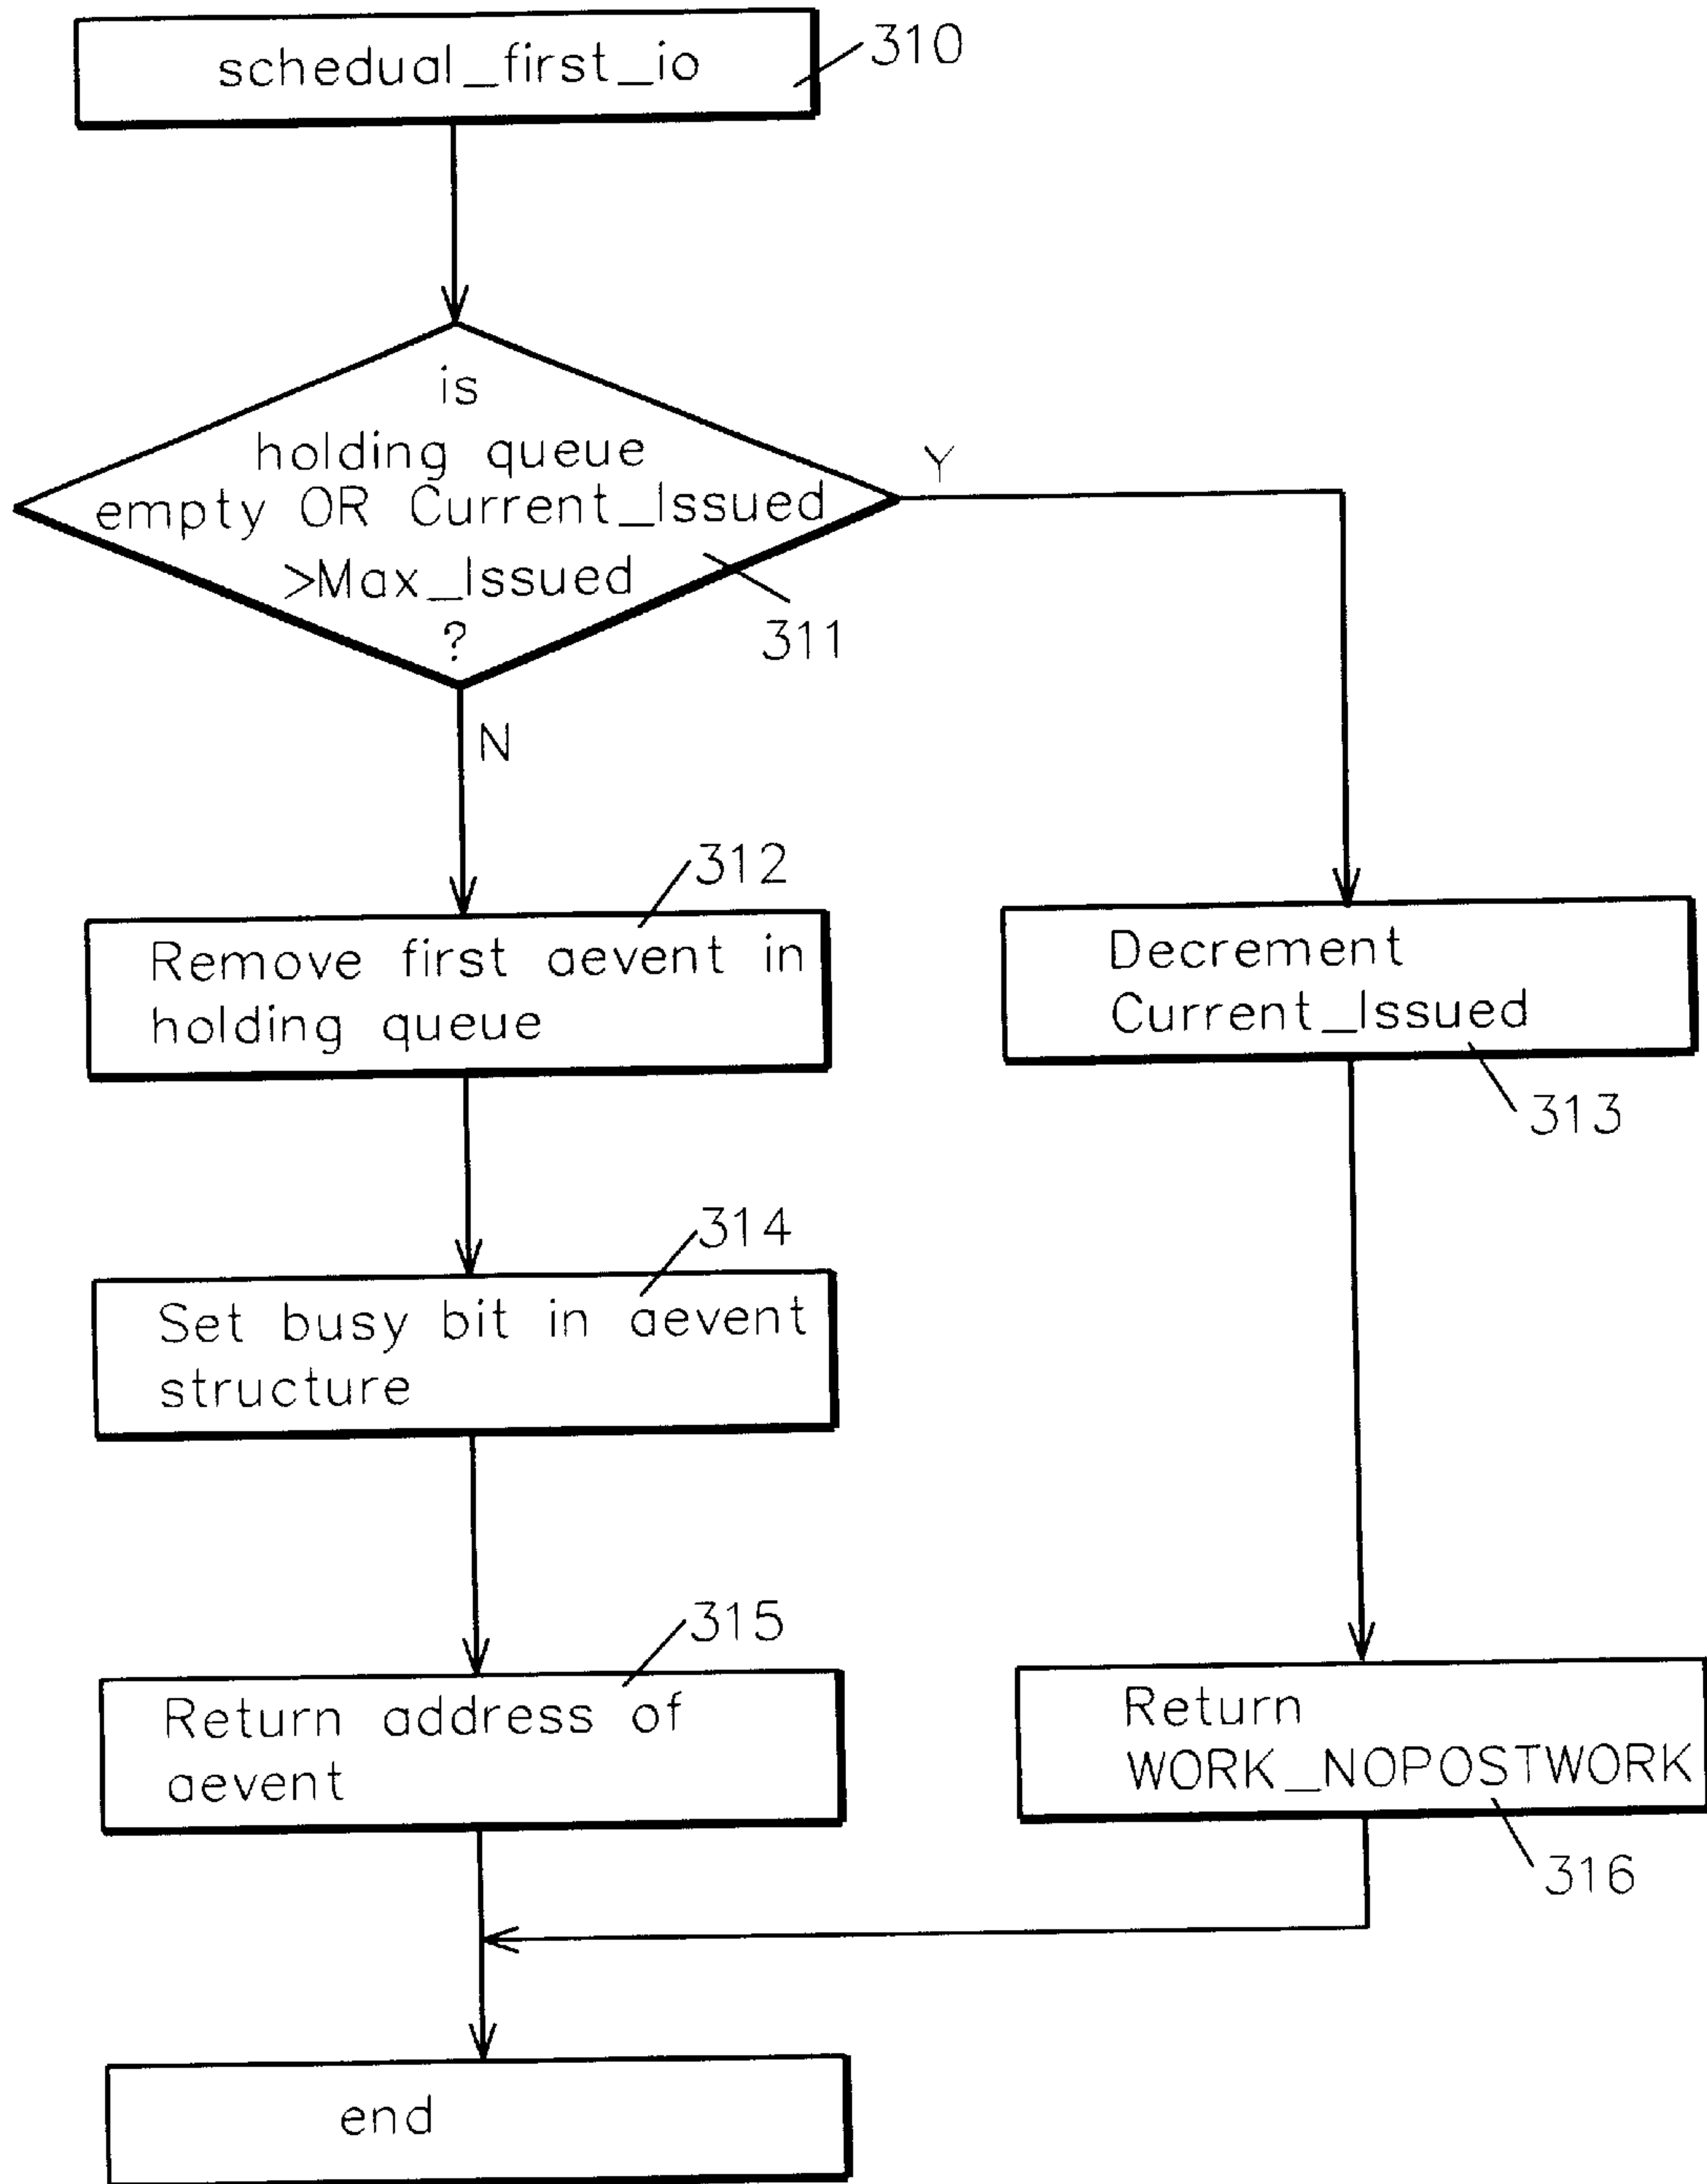 schedual_first_io
310
is
holding queue
empty OR Current_Issued
>Max_Issued
?
311
Y
N
312
Remove first aevent in
holding queue
Decrement
Current_Issued
313
314
Set busy bit in aevent
structure
315
Return address of
aevent
Return
WORK_NOPOSTWORK
316
end